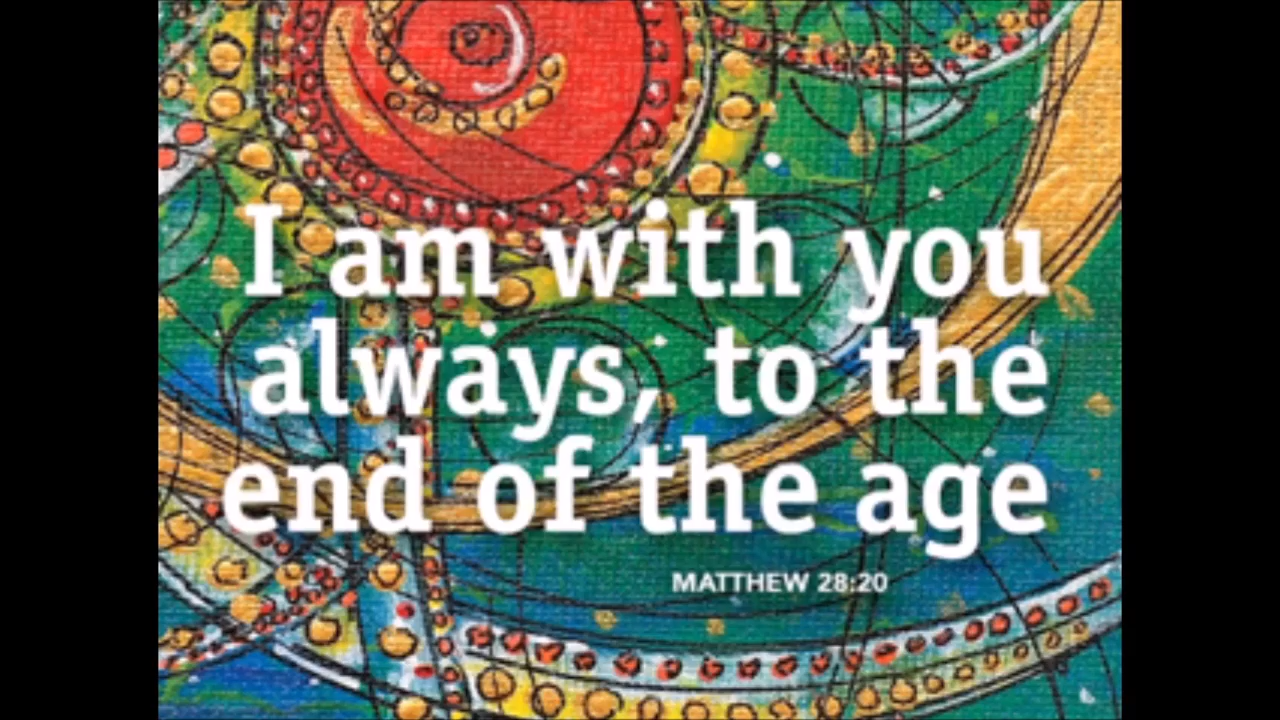 I am with you
always, to the
end of the age
MATTHEW 28:20